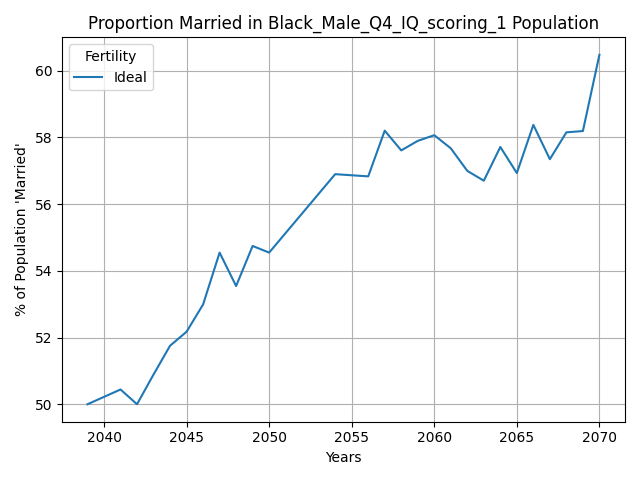 Proportion Married in Black_Male_Q4_IQ_scoring_1 Population
Fertility
Ideal
% of Population 'Married'
60
58
56
54
52
50
2040 2045 2050 2055 2060 2065 2070
Years